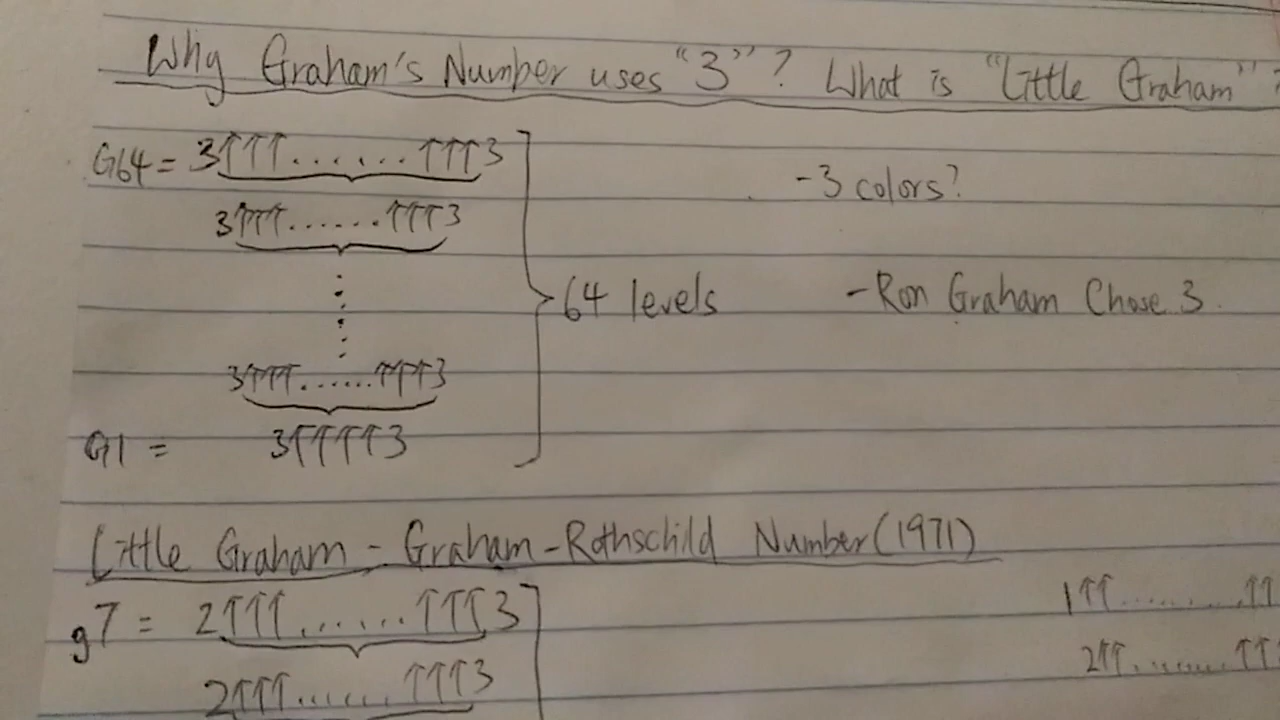 Why Graham's Number uses "3"? What is "Little Graham"?
G64 = 3↑↑↑.......↑↑↑3
3↑↑↑......↑↑↑3
3↑↑↑.......↑↑↑3
G1 = 3↑↑↑↑3
64 levels
-3 colors?
-Ron Graham Chose 3.
Little Graham - Graham-Rothschild Number (1971)
g7 = 2↑↑↑.......↑↑↑3
2↑↑↑......↑↑↑3
1↑↑..........↑↑
2↑↑........↑↑